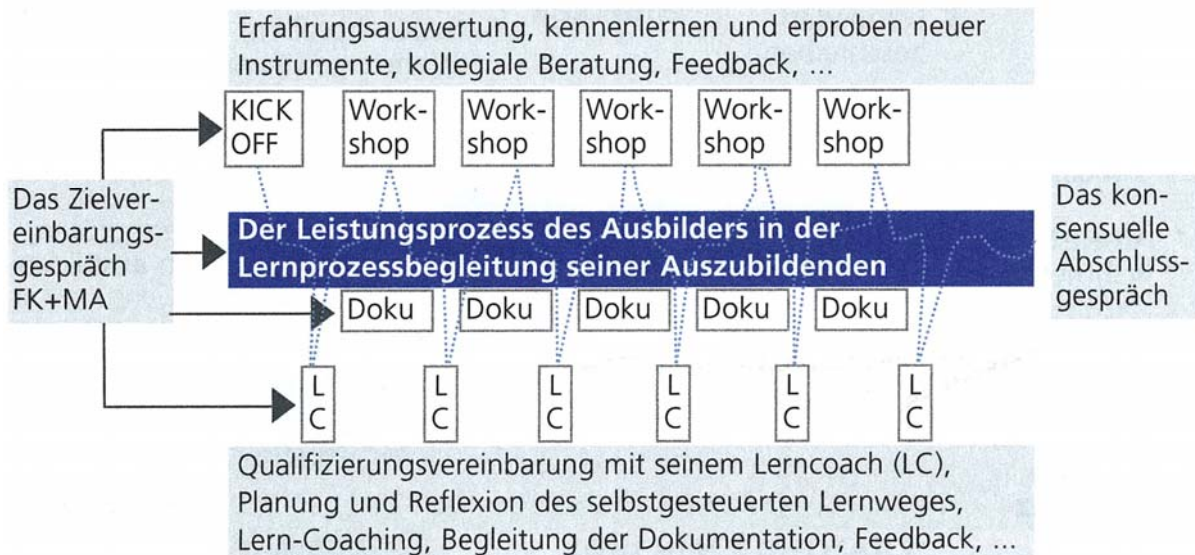 Erfahrungsauswertung, kennenlernen und erproben neuer
Instrumente, kollegiale Beratung, Feedback, ...
KICK
OFF
Work-
shop
Work-
shop
Work-
shop
Work-
shop
Work-
shop
Das Zielver-
einbarungs-
gespräch
FK+MA
Der Leistungsprozess des Ausbilders in der
Lernprozessbegleitung seiner Auszubildenden
Das kon-
sensuelle
Abschluss-
gespräch
Doku
Doku
Doku
Doku
Doku
L
C
L
C
L
C
L
C
L
C
L
C
Qualifizierungsvereinbarung mit seinem Lerncoach (LC),
Planung und Reflexion des selbstgesteuerten Lernweges,
Lern-Coaching, Begleitung der Dokumentation, Feedback, ...